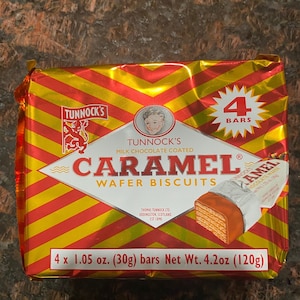 4
BARS
TUNNOCK'S
TUNNOCK'S
MILK CHOCOLATE COATED
CARAMEL®
WAFER BISCUITS
4 x 1.05 oz. (30g) bars Net Wt. 4.2oz (120g)